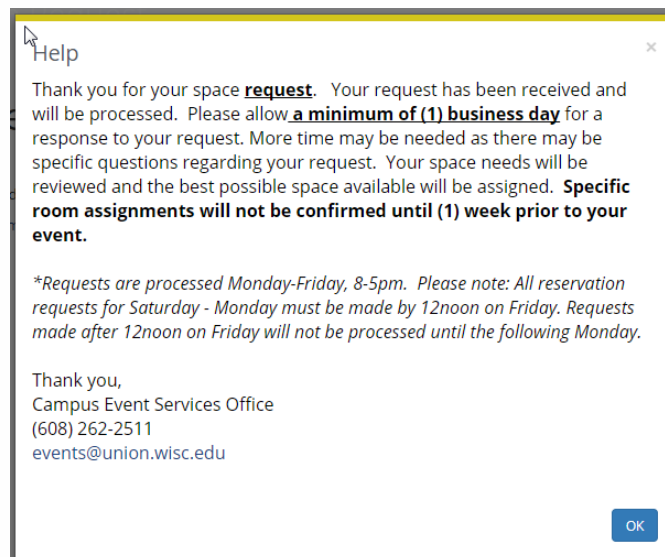 Help
×
Thank you for your space request.   Your request has been received and
will be processed.  Please allow a minimum of (1) business day for a
response to your request. More time may be needed as there may be
specific questions regarding your request.  Your space needs will be
reviewed and the best possible space available will be assigned.  Specific
room assignments will not be confirmed until (1) week prior to your
event.
*Requests are processed Monday-Friday, 8-5pm.  Please note: All reservation
requests for Saturday - Monday must be made by 12noon on Friday. Requests
made after 12noon on Friday will not be processed until the following Monday.
Thank you,
Campus Event Services Office
(608) 262-2511
events@union.wisc.edu
OK